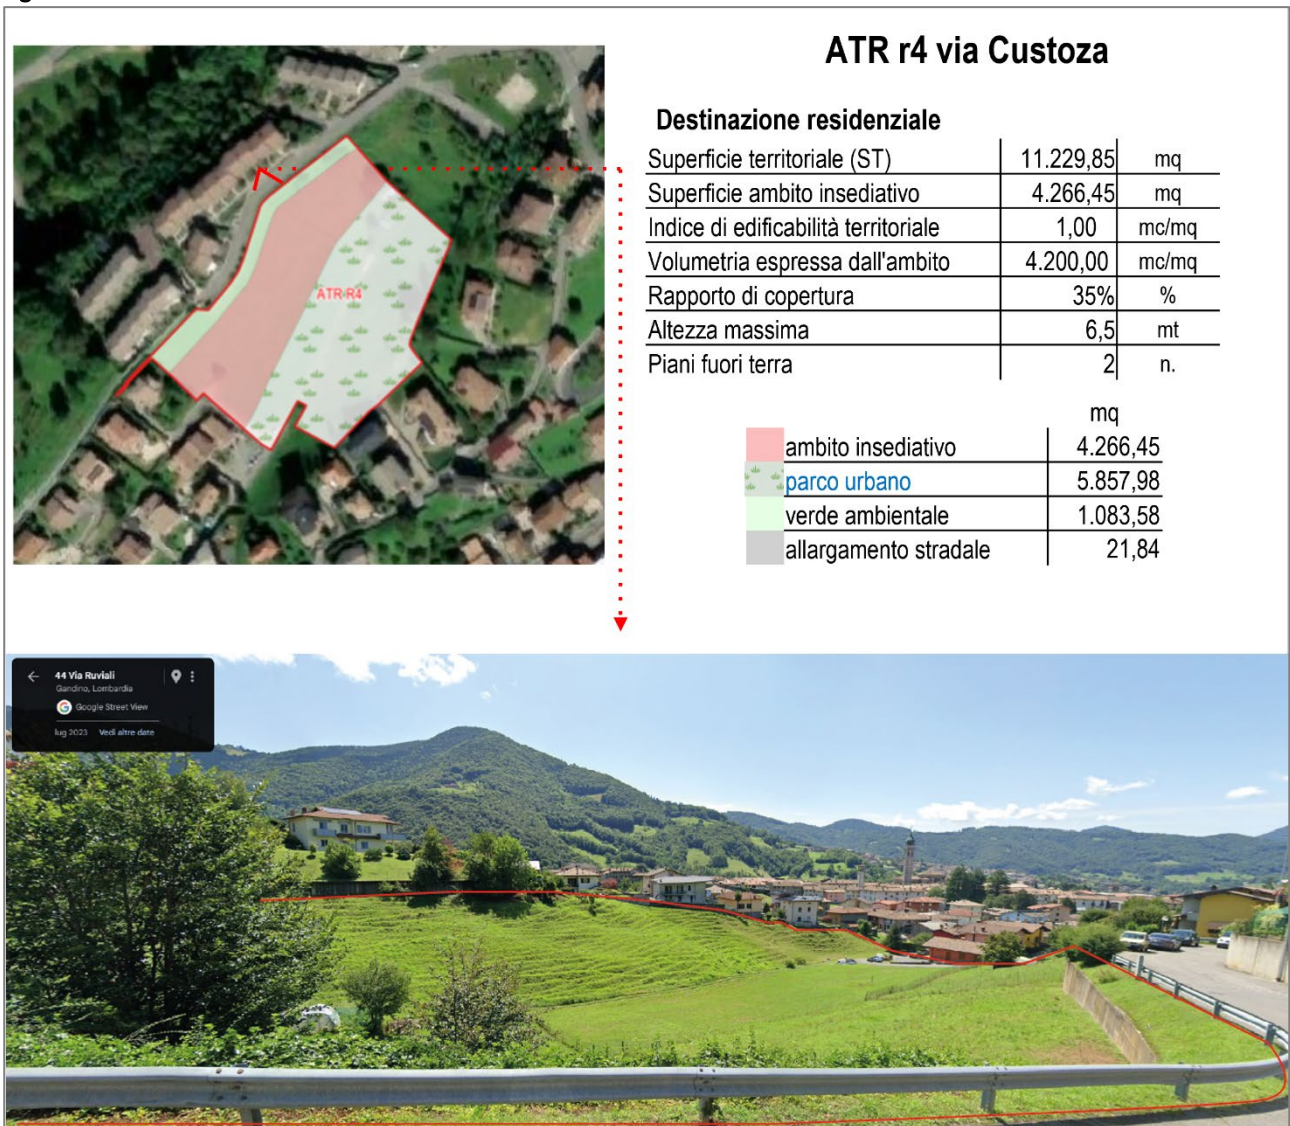 ATR r4 via Custoza
Destinazione residenziale
Superficie territoriale (ST) 11.229,85 mq
Superficie ambito insediativo 4.266,45 mq
Indice di edificabilità territoriale 1,00 mc/mq
Volumetria espressa dall'ambito 4.200,00 mc/mq
Rapporto di copertura 35% %
Altezza massima 6,5 mt
Piani fuori terra 2 n.
mq
ambito insediativo 4.266,45
parco urbano 5.857,98
verde ambientale 1.083,58
allargamento stradale 21,84
ATR-R4
44 Via Ruviali
Gandino, Lombardia
Google Street View
lug 2023 Vedi altre date